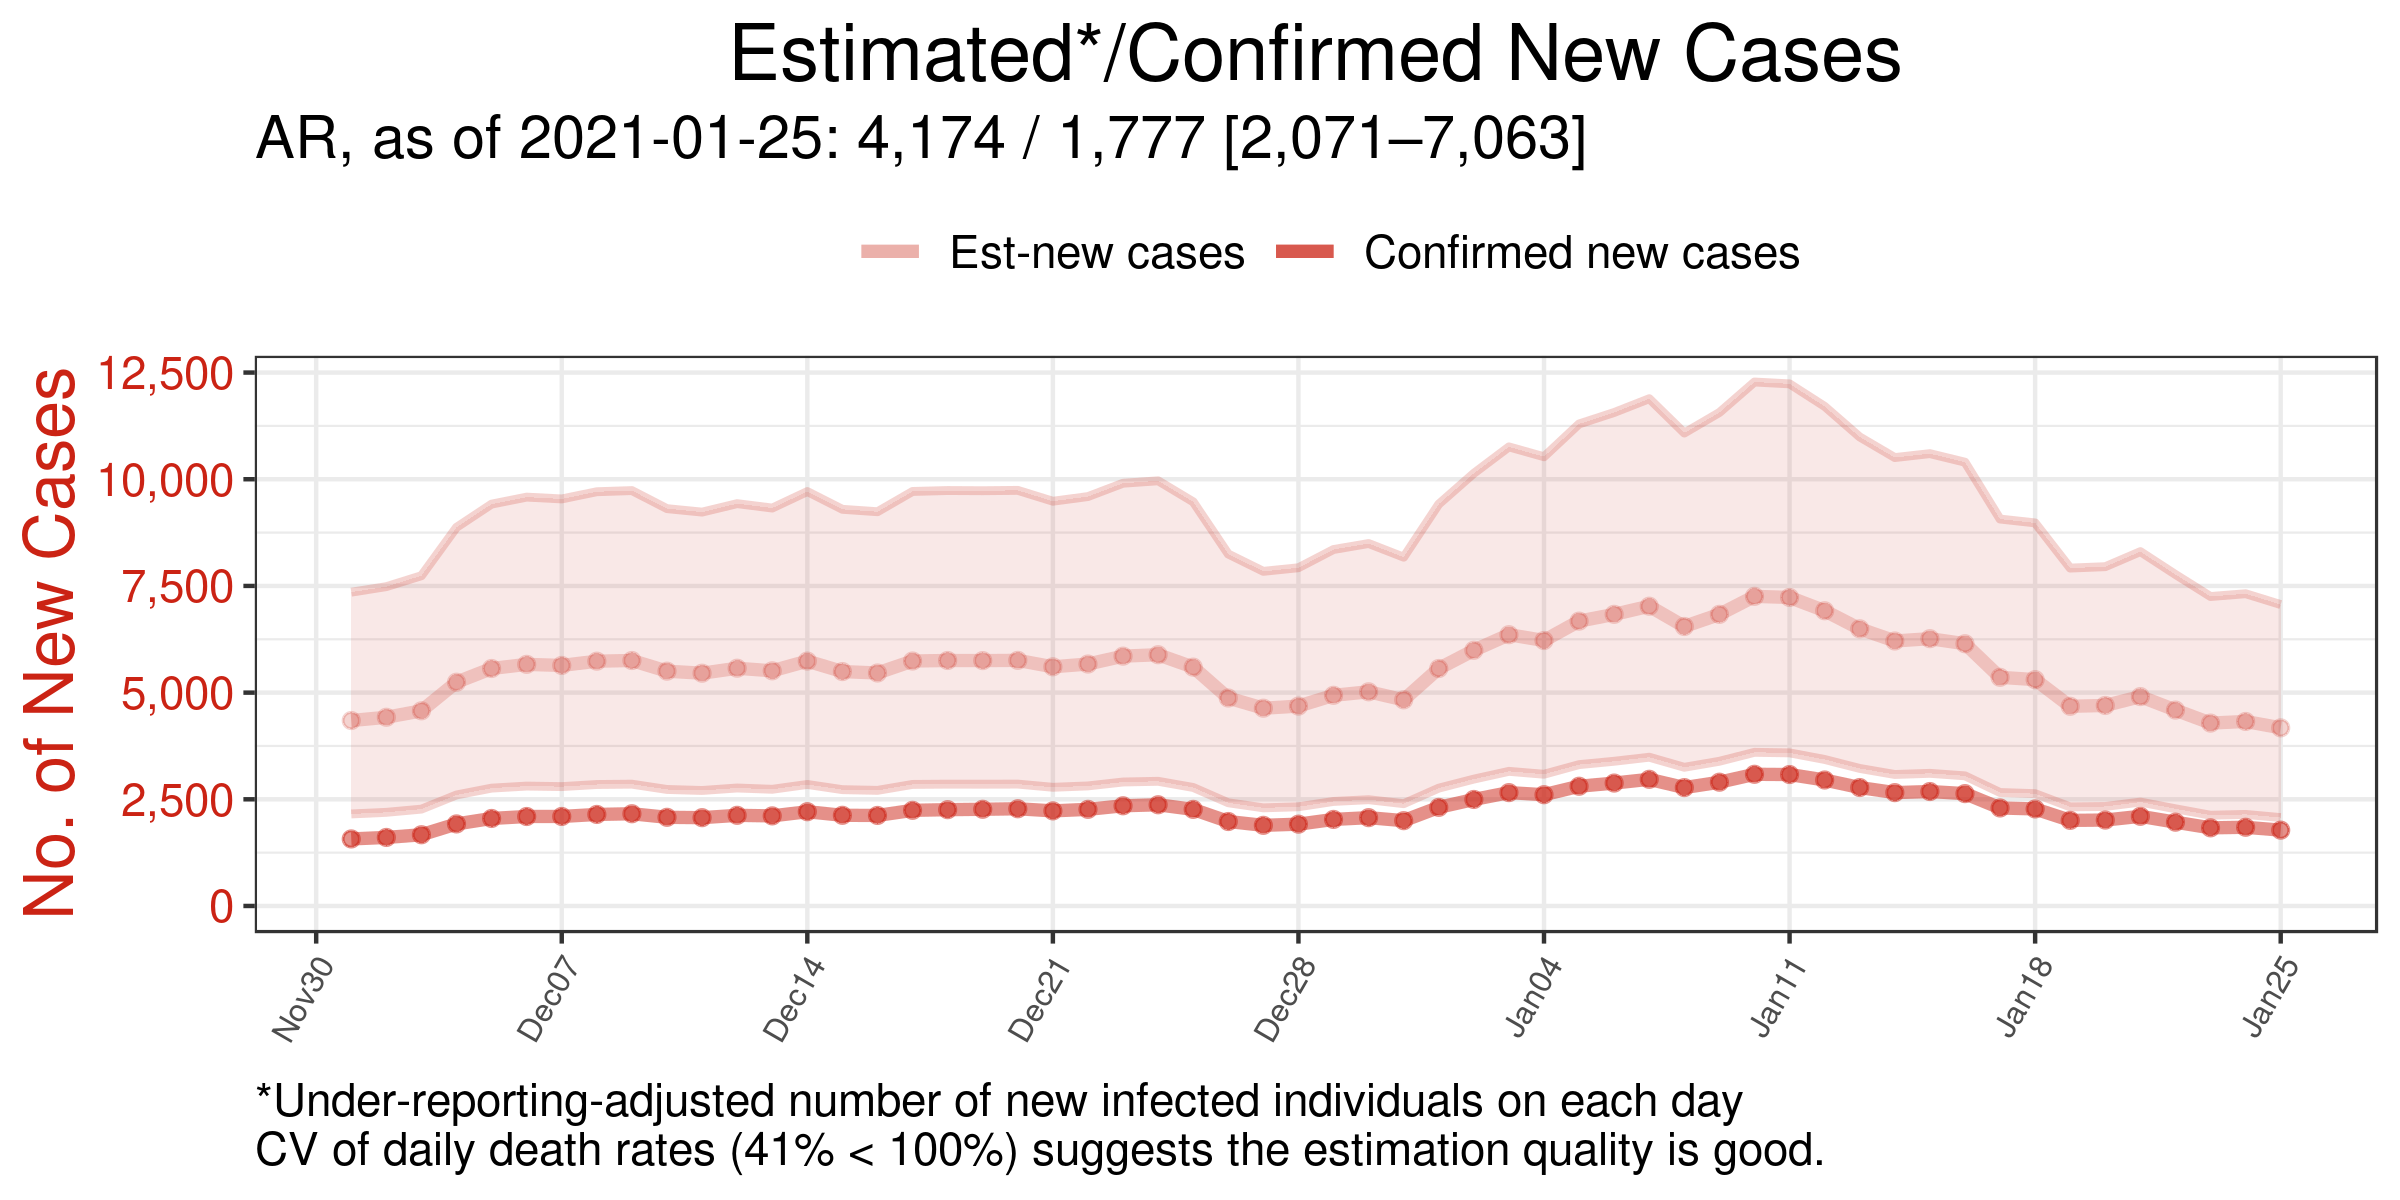 Estimated*/Confirmed New Cases
AR, as of 2021-01-25: 4,174 / 1,777 [2,071–7,063]
Est-new cases
Confirmed new cases
No. of New Cases
12,500
10,000
7,500
5,000
2,500
0
Nov30
Dec07
Dec14
Dec21
Dec28
Jan04
Jan11
Jan18
Jan25
*Under-reporting-adjusted number of new infected individuals on each day
CV of daily death rates (41% < 100%) suggests the estimation quality is good.